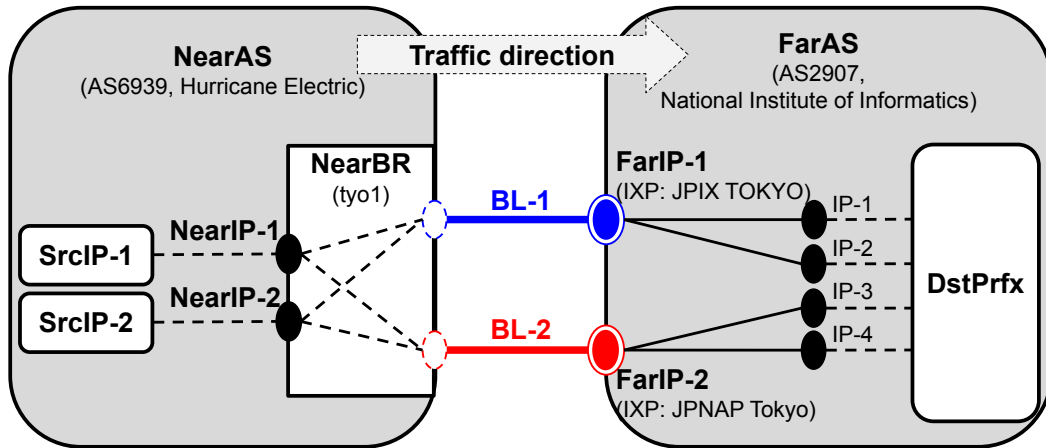 NearAS
(AS6939, Hurricane Electric)
Traffic direction
FarAS
(AS2907,
National Institute of Informatics)
NearBR
(tyo1)
FarIP-1
(IXP: JPIX TOKYO)
BL-1
NearIP-1
SrcIP-1
NearIP-2
SrcIP-2
BL-2
FarIP-2
(IXP: JPNAP Tokyo)
IP-1
IP-2
IP-3
IP-4
DstPrfx